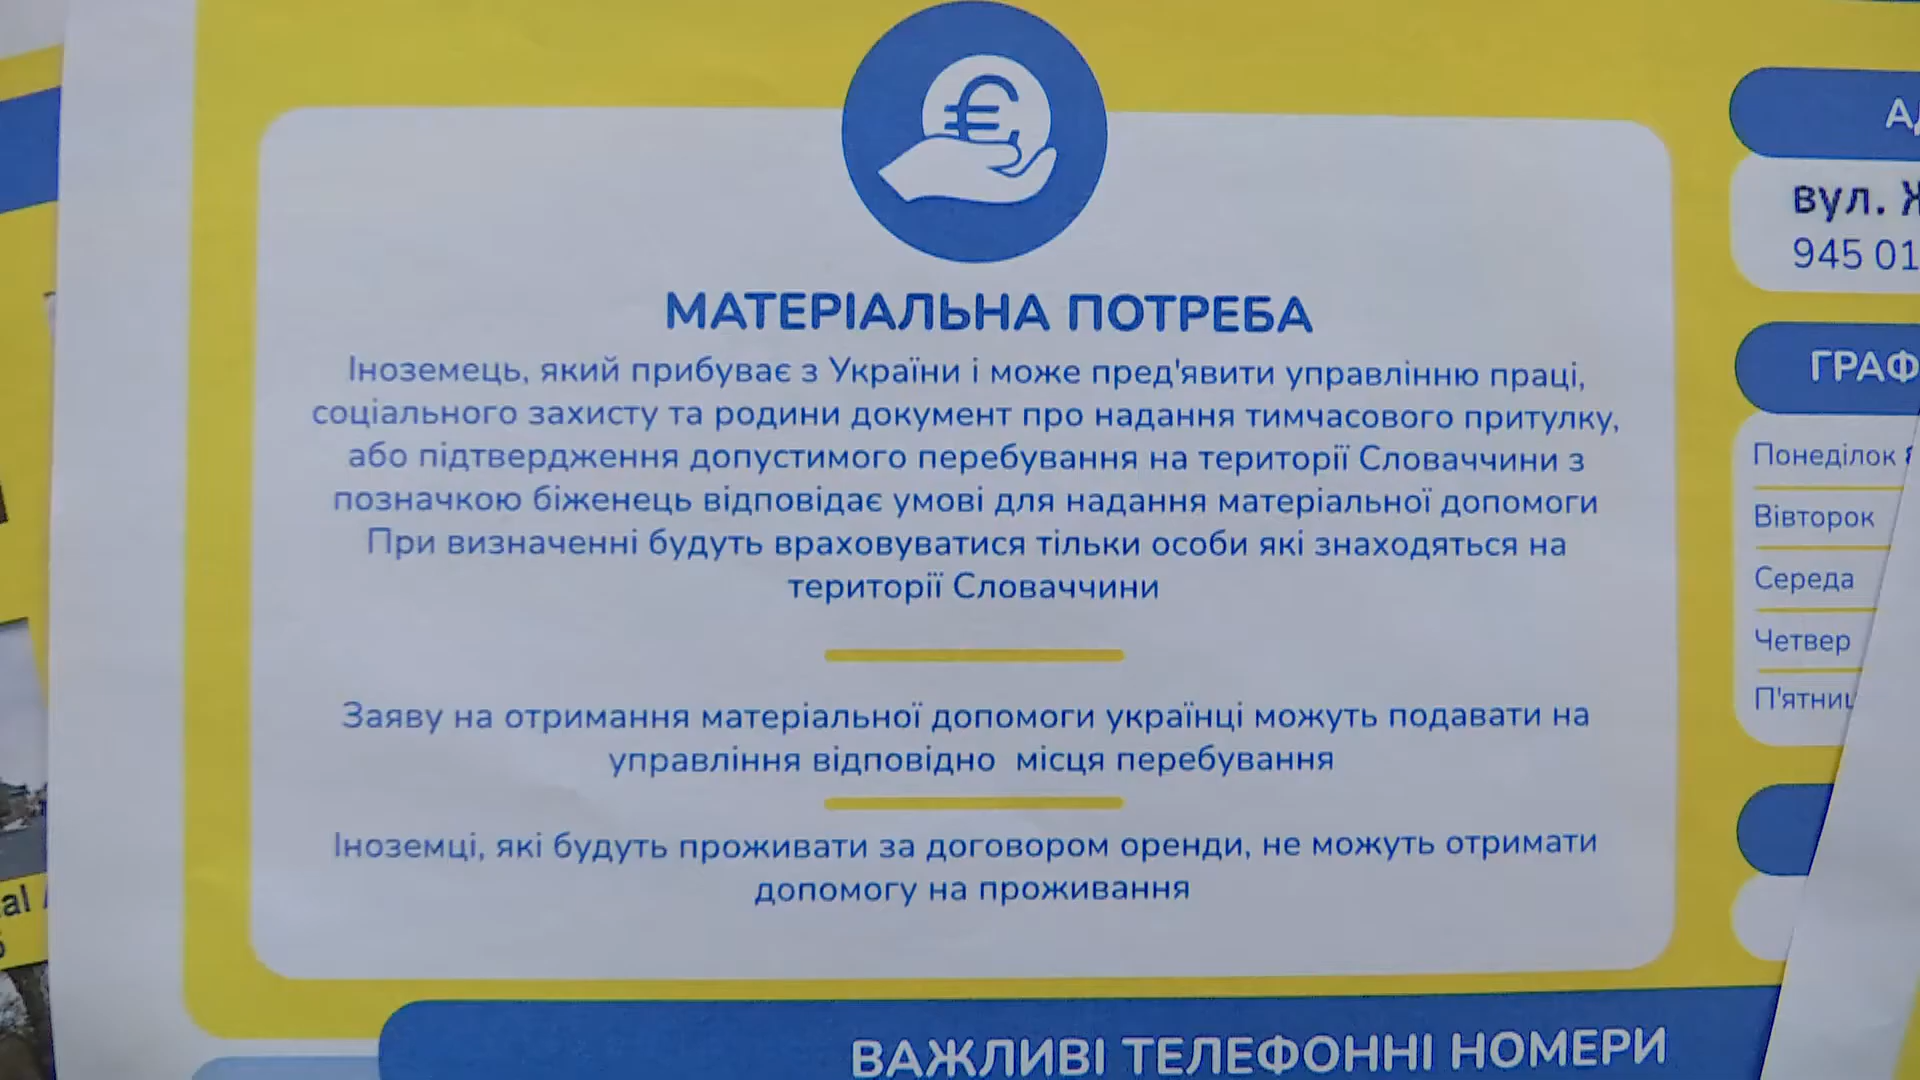 МАТЕРІАЛЬНА ПОТРЕБА
Іноземець, який прибуває з України і може пред'явити управлінню праці,
соціального захисту та родини документ про надання тимчасового притулку,
або підтвердження допустимого перебування на території Словаччини з
позначкою біженець відповідає умові для надання матеріальної допомоги
При визначенні будуть враховуватися тільки особи які знаходяться на
території Словаччини
Заяву на отримання матеріальної допомоги українці можуть подавати на
управління відповідно місця перебування
Іноземці, які будуть проживати за договором оренди, не можуть отримати
допомогу на проживання
ВАЖЛИВІ ТЕЛЕФОННІ НОМЕРИ
вул.
945 01
Понеділок
Вівторок
Середа
Четвер